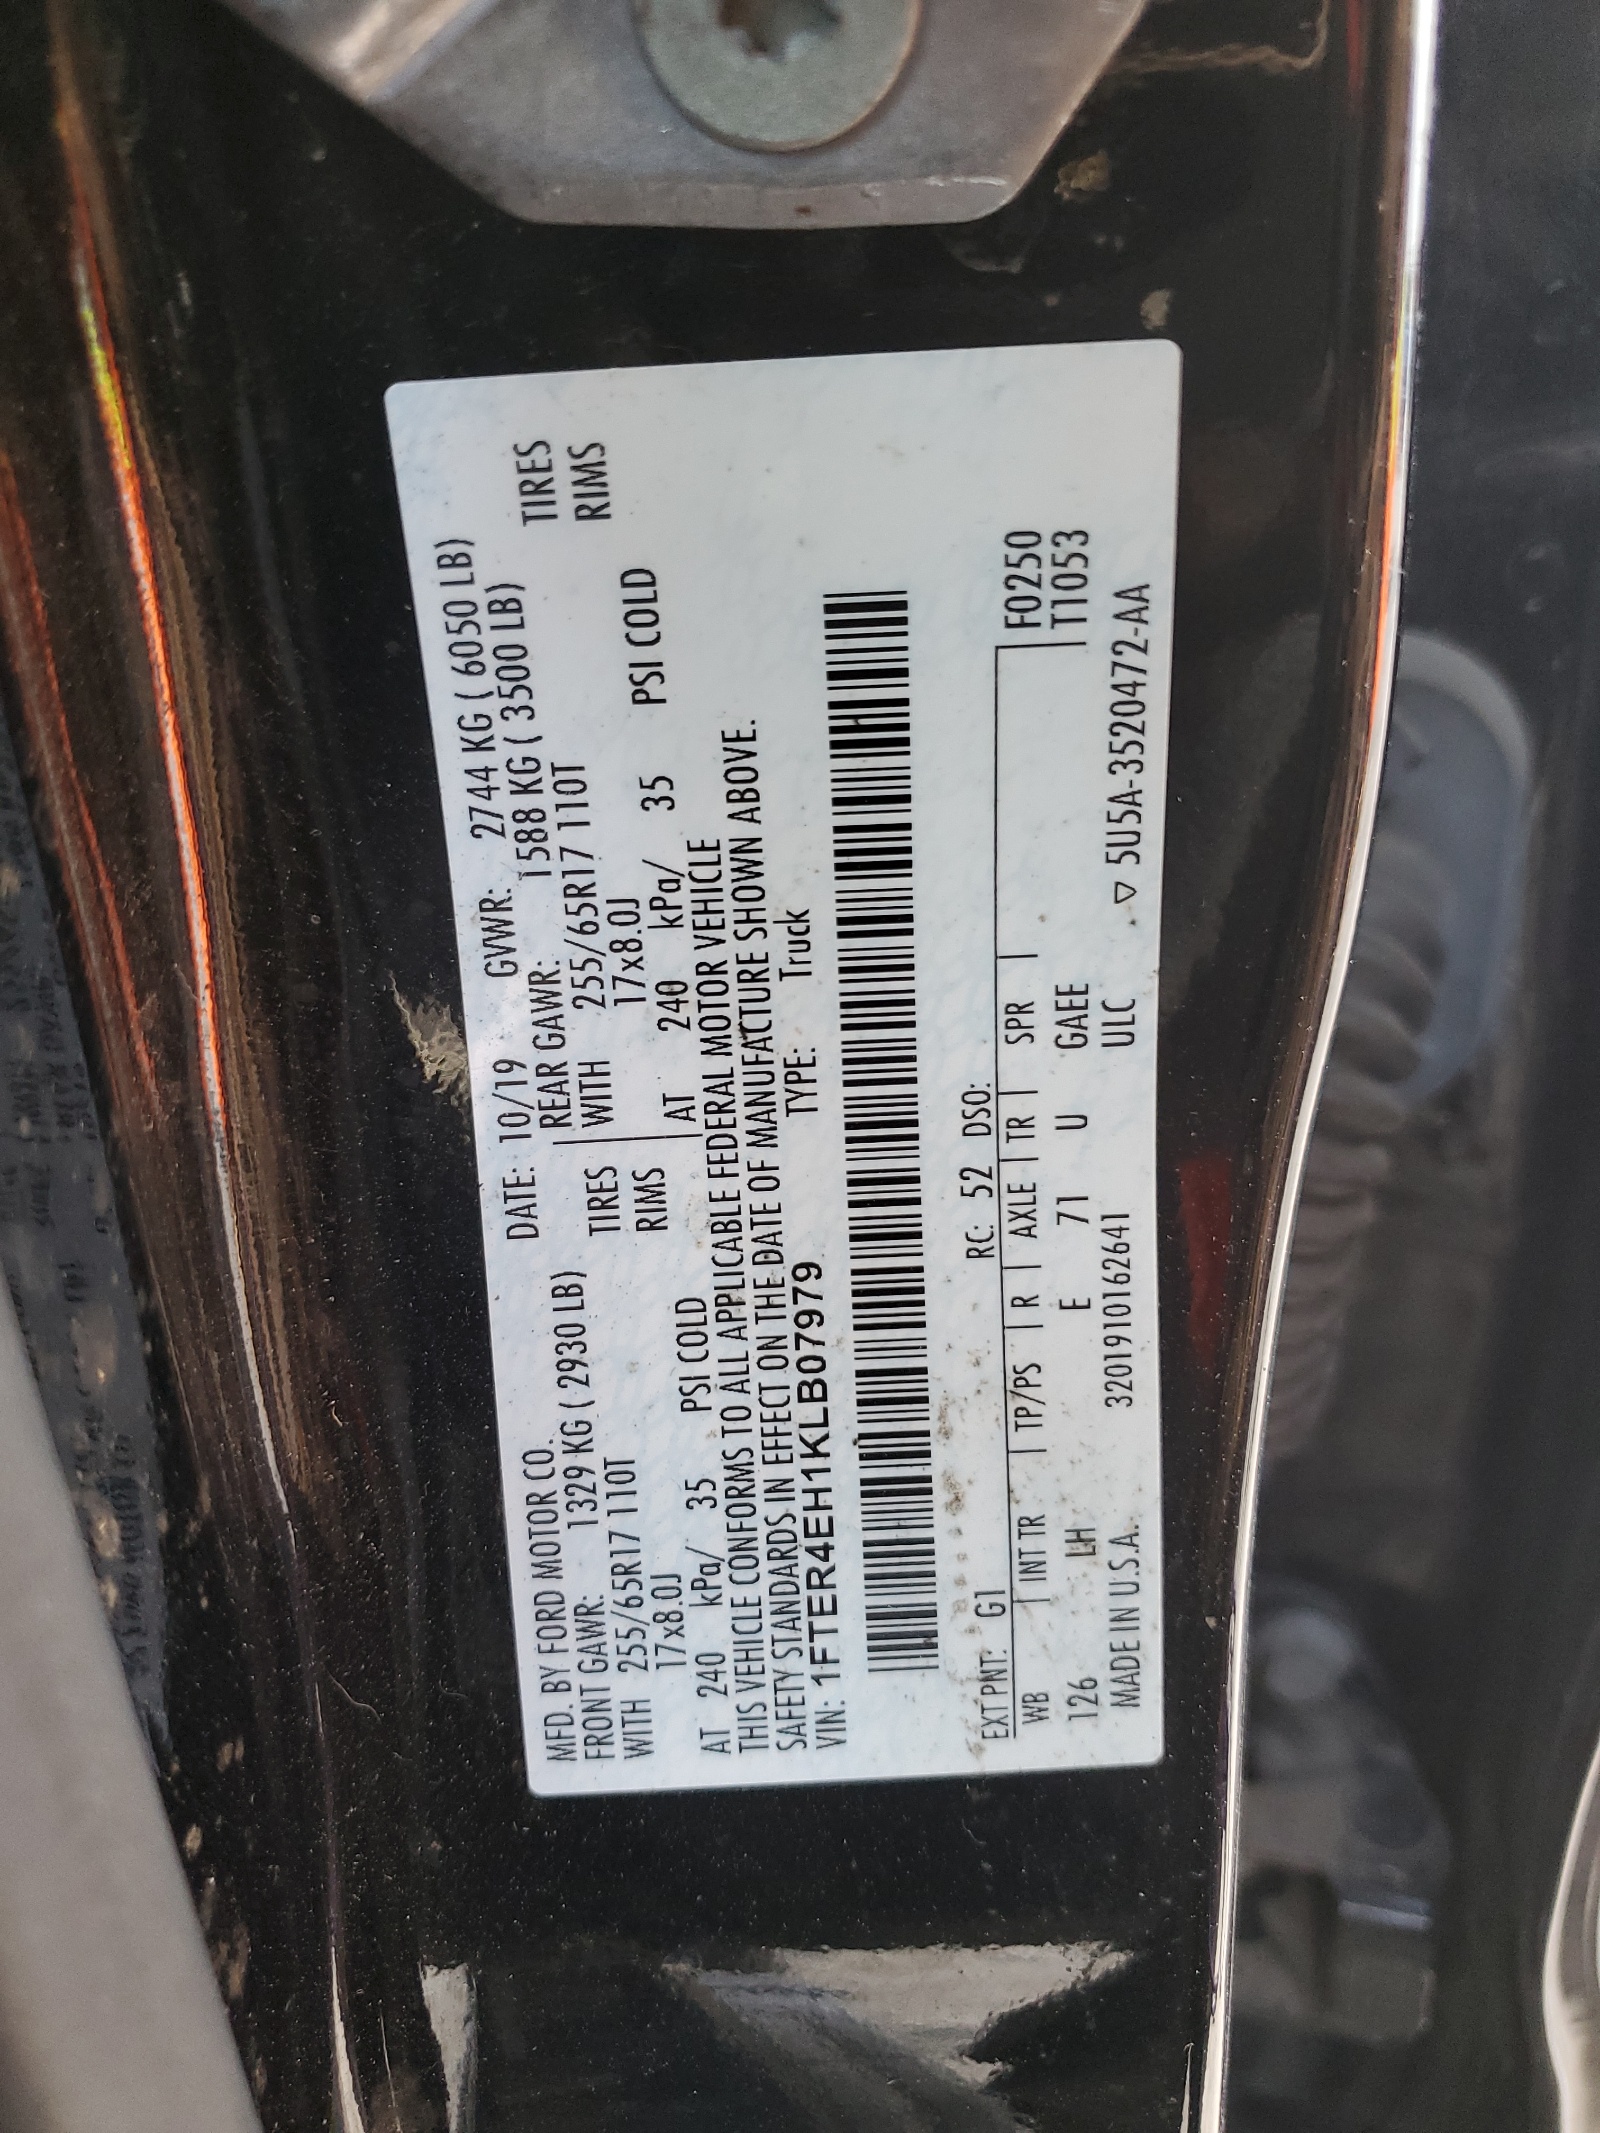 MFD. BY FORD MOTOR CO. DATE: 10/19 GVWR: 2744 KG ( 6050 LB)
FRONT GAWR: 1329 KG ( 2930 LB) REAR GAWR: 1588 KG ( 3500 LB)
WITH 255/65R17 110T TIRES WITH 255/65R17 110T TIRES
17x8.0J RIMS 17x8.0J RIMS
AT 240 kPa/ 35 PSI COLD AT 240 kPa/ 35 PSI COLD
THIS VEHICLE CONFORMS TO ALL APPLICABLE FEDERAL MOTOR VEHICLE
SAFETY STANDARDS IN EFFECT ON THE DATE OF MANUFACTURE SHOWN ABOVE.
VIN: 1FTER4EH1KLB07979 TYPE: Truck
EXT PNT: G1 RC: 52 DSO:
WB INT TR TP/PS R AXLE TR SPR F0250
126 LH E 71 U GAEE T1053
MADE IN U.S.A. 320191016264​1 ULC ▽ 5U5A-3520472-AA